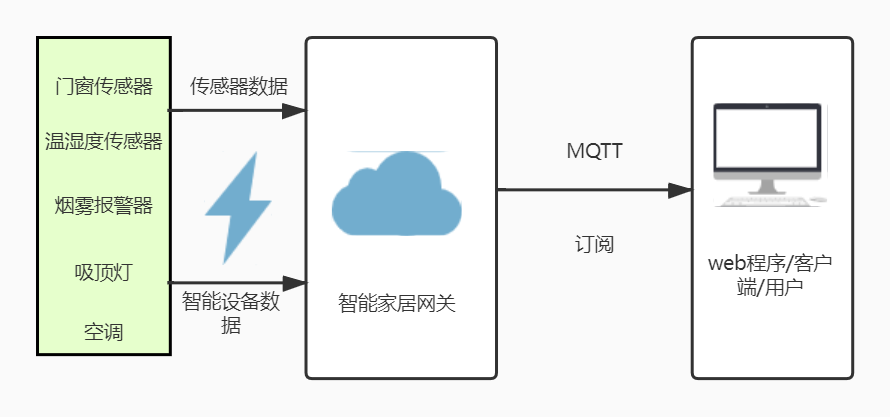 门窗传感器
温湿度传感器
烟雾报警器
吸顶灯
空调
传感器数据
智能设备数
据
智能家居网关
MQTT
订阅
web程序/客户
端/用户